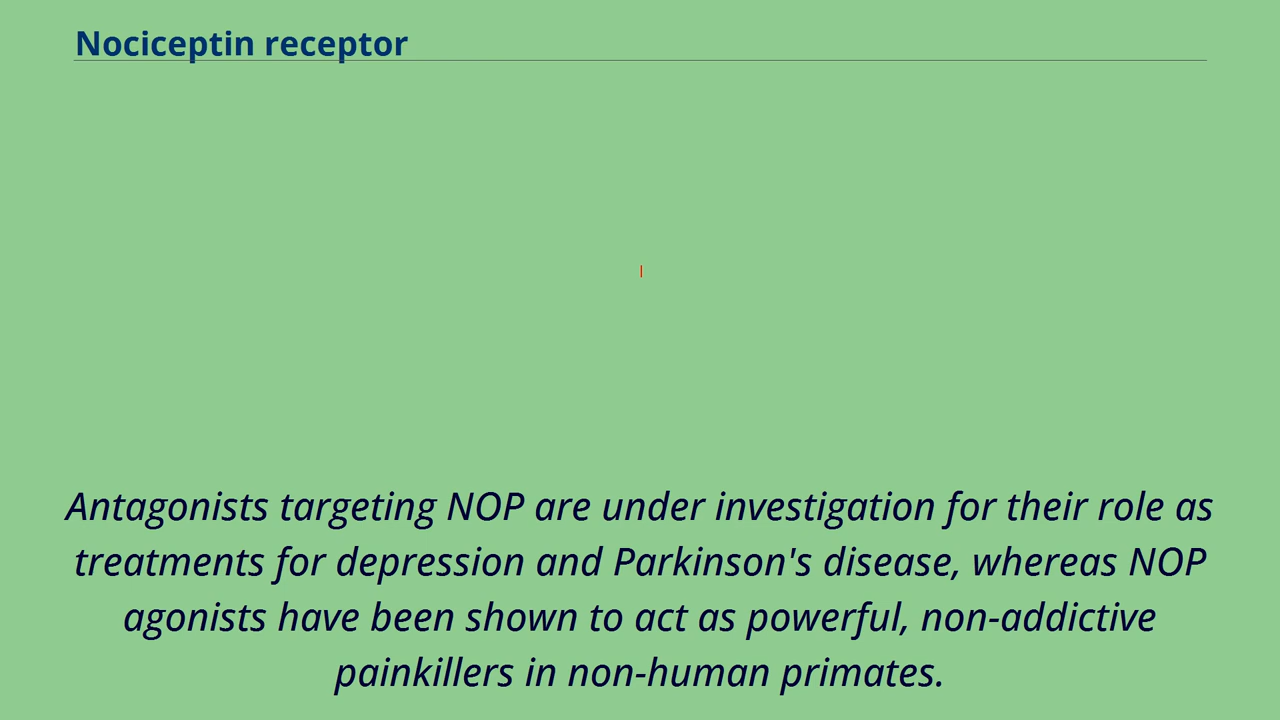 Nociceptin receptor
Antagonists targeting NOP are under investigation for their role as
treatments for depression and Parkinson's disease, whereas NOP
agonists have been shown to act as powerful, non-addictive
painkillers in non-human primates.